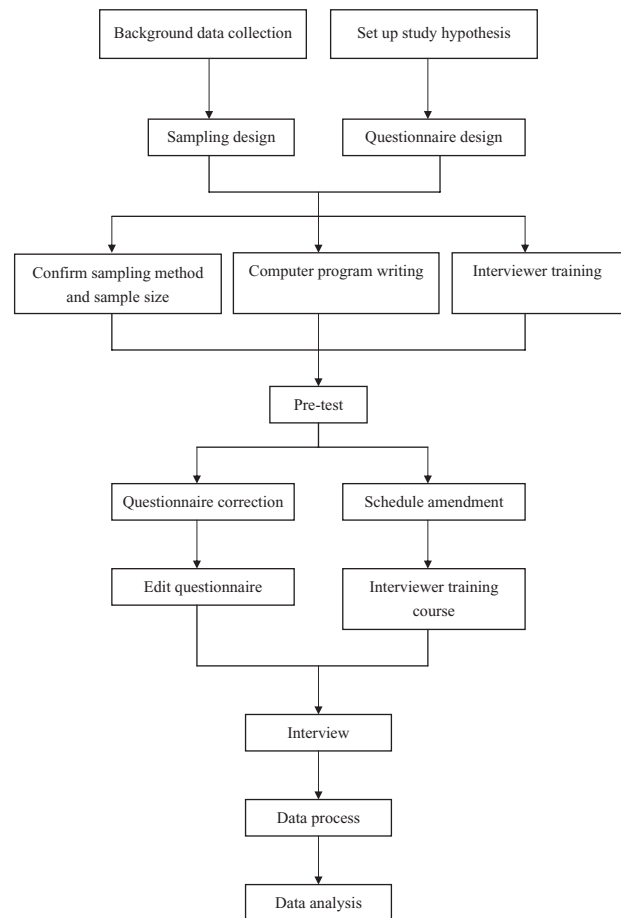 Background data collection
Set up study hypothesis
Sampling design
Questionnaire design
Confirm sampling method
and sample size
Computer program writing
Interviewer training
Pre-test
Questionnaire correction
Schedule amendment
Edit questionnaire
Interviewer training
course
Interview
Data process
Data analysis